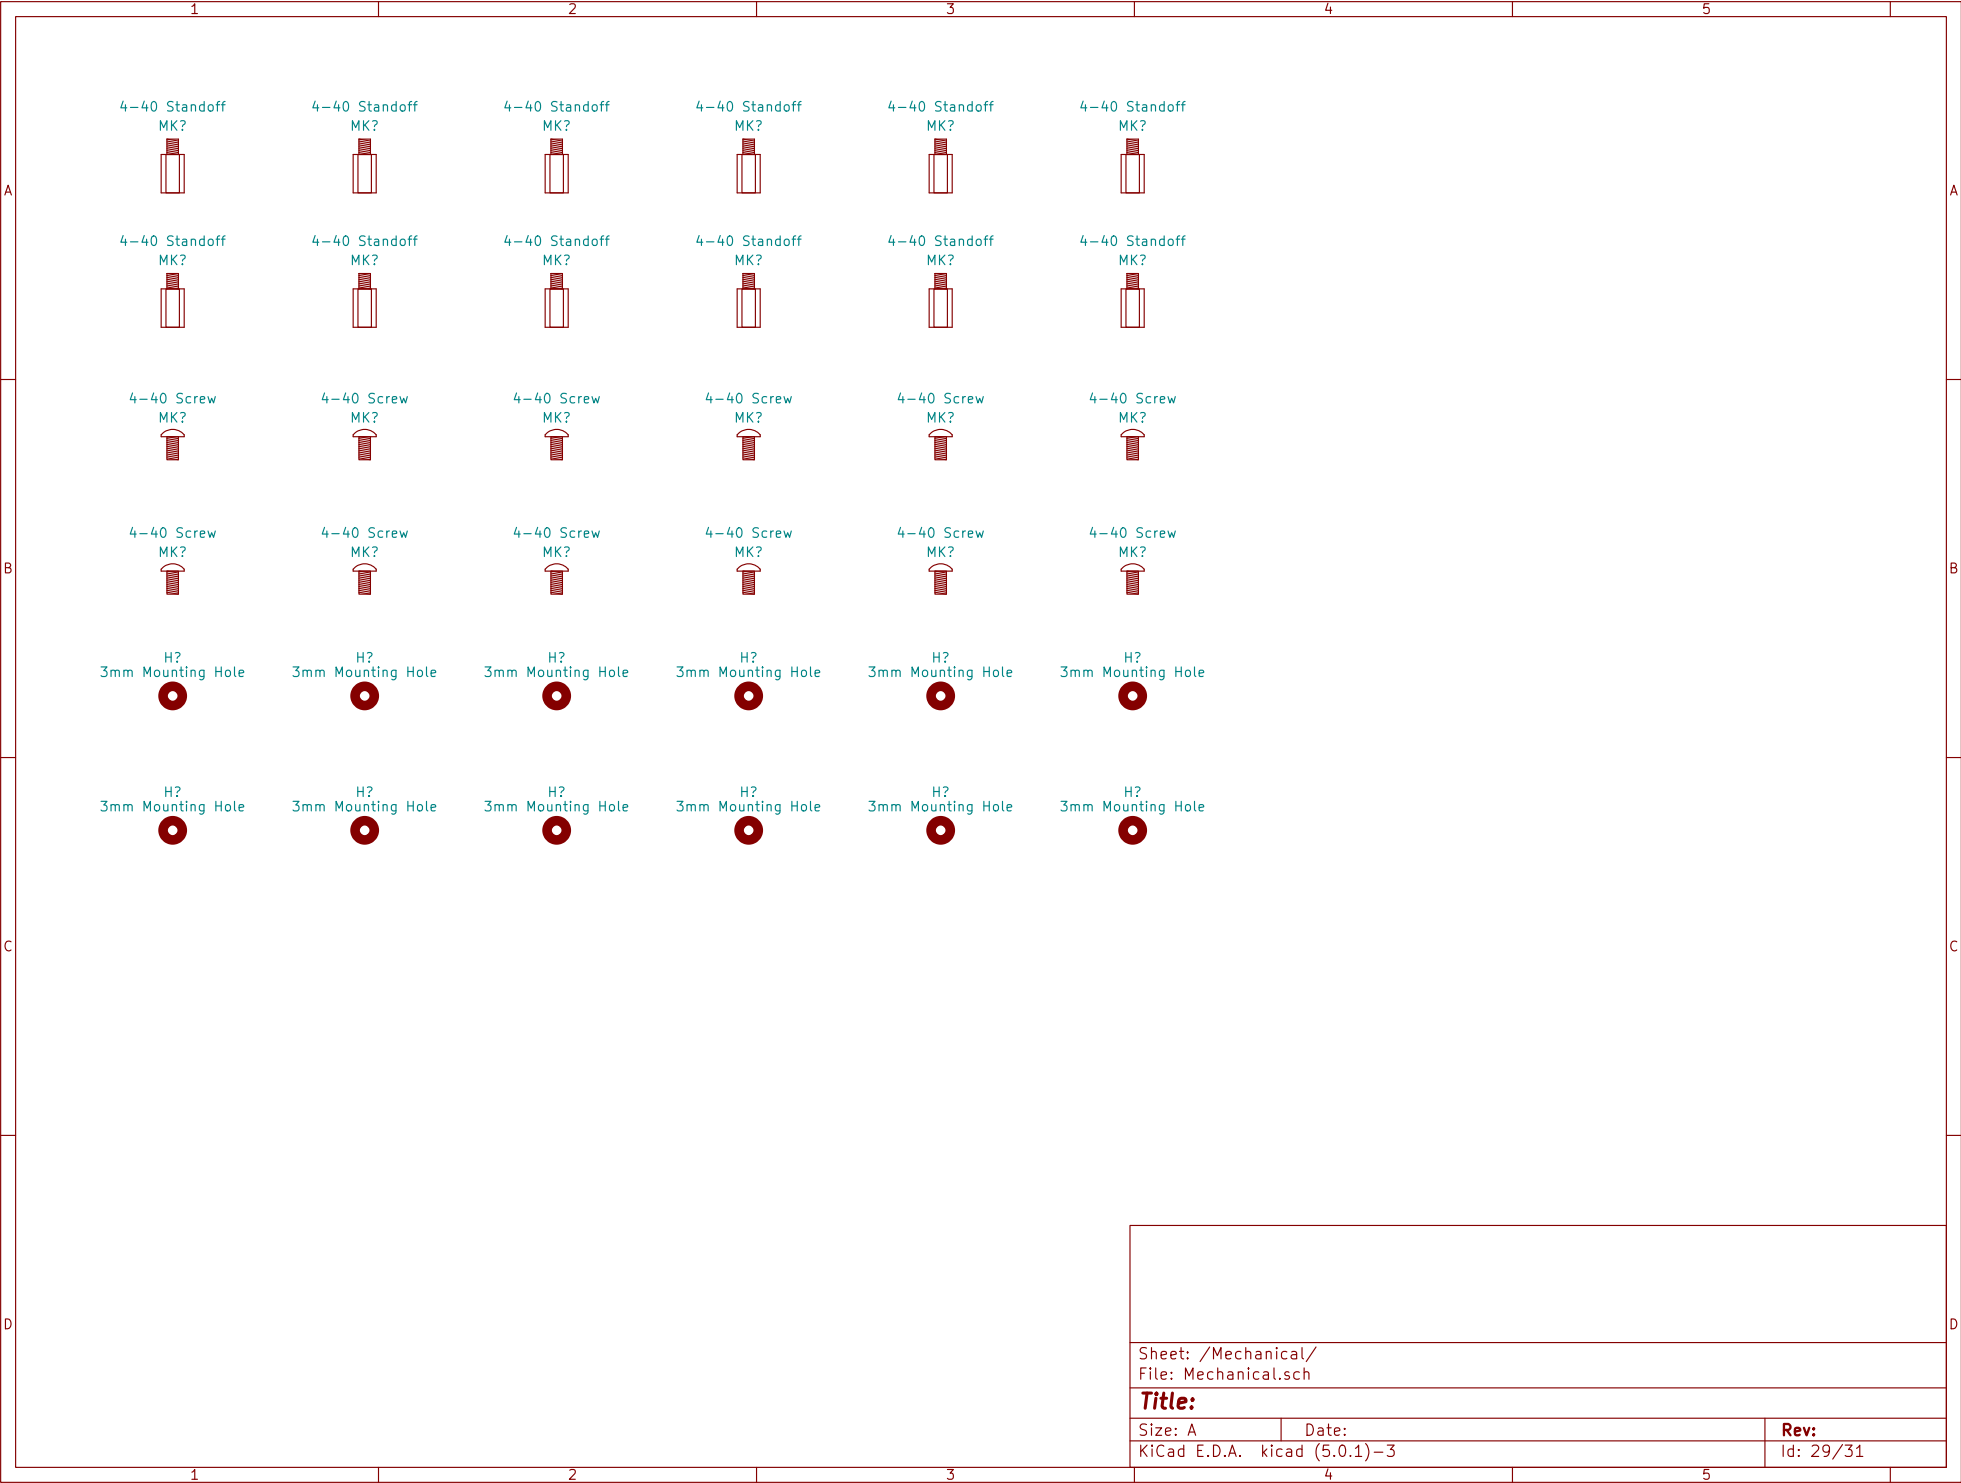 1 2 3 4 5
4-40 Standoff 4-40 Standoff 4-40 Standoff 4-40 Standoff 4-40 Standoff 4-40 Standoff
MK? MK? MK? MK? MK? MK?
A A
4-40 Standoff 4-40 Standoff 4-40 Standoff 4-40 Standoff 4-40 Standoff 4-40 Standoff
MK? MK? MK? MK? MK? MK?
4-40 Screw 4-40 Screw 4-40 Screw 4-40 Screw 4-40 Screw 4-40 Screw
MK? MK? MK? MK? MK? MK?
4-40 Screw 4-40 Screw 4-40 Screw 4-40 Screw 4-40 Screw 4-40 Screw
MK? MK? MK? MK? MK? MK?
B B
H? H? H? H? H? H?
3mm Mounting Hole 3mm Mounting Hole 3mm Mounting Hole 3mm Mounting Hole 3mm Mounting Hole 3mm Mounting Hole
H? H? H? H? H? H?
3mm Mounting Hole 3mm Mounting Hole 3mm Mounting Hole 3mm Mounting Hole 3mm Mounting Hole 3mm Mounting Hole
C C
D D
Sheet: /Mechanical/
File: Mechanical.sch
Title:
Size: A Date: Rev:
KiCad E.D.A. kicad (5.0.1)-3 Id: 29/31
1 2 3 4 5